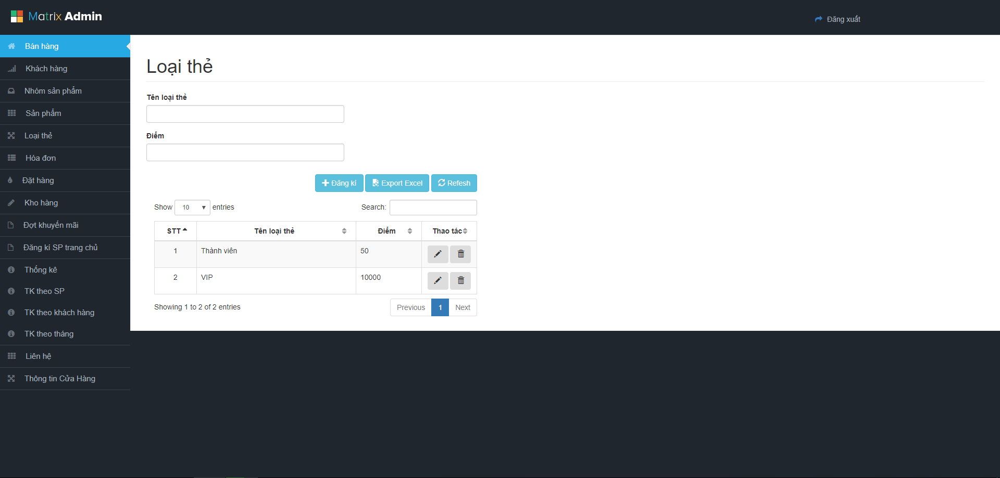 Matrix Admin
Đăng xuất
Bán hàng
Khách hàng
Nhóm sản phẩm
Sản phẩm
Loại thẻ
Hóa đơn
Đặt hàng
Kho hàng
Đợt khuyến mãi
Đăng kí SP trang chủ
Thống kê
TK theo SP
TK theo khách hàng
TK theo tháng
Liên hệ
Thông tin Cửa Hàng
Loại thẻ
Tên loại thẻ
Điểm
Đăng kí Export Excel Refesh
Show 10 entries Search:
STT Tên loại thẻ Điểm Thao tác
1 Thành viên 50
2 VIP 10000
Showing 1 to 2 of 2 entries Previous 1 Next